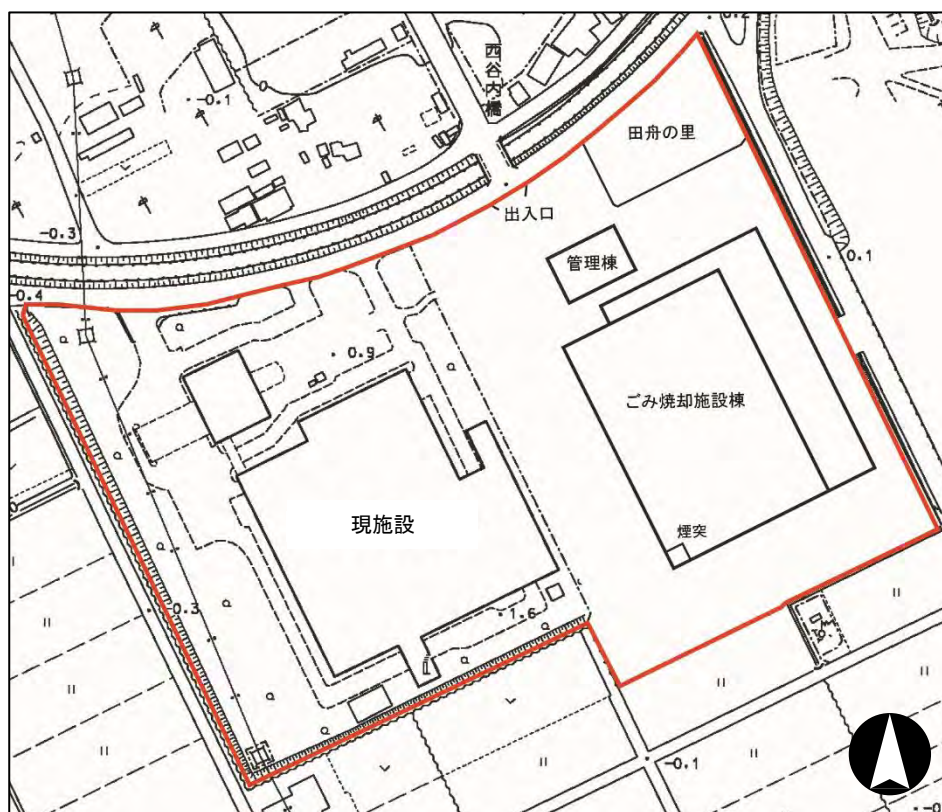 西谷内橋
-0.1
田舟の里
出入口
-0.3
管理棟
0.1
-0.4
0.9
ごみ焼却施設棟
現施設
煙突
-0.3
1.6
-0.1